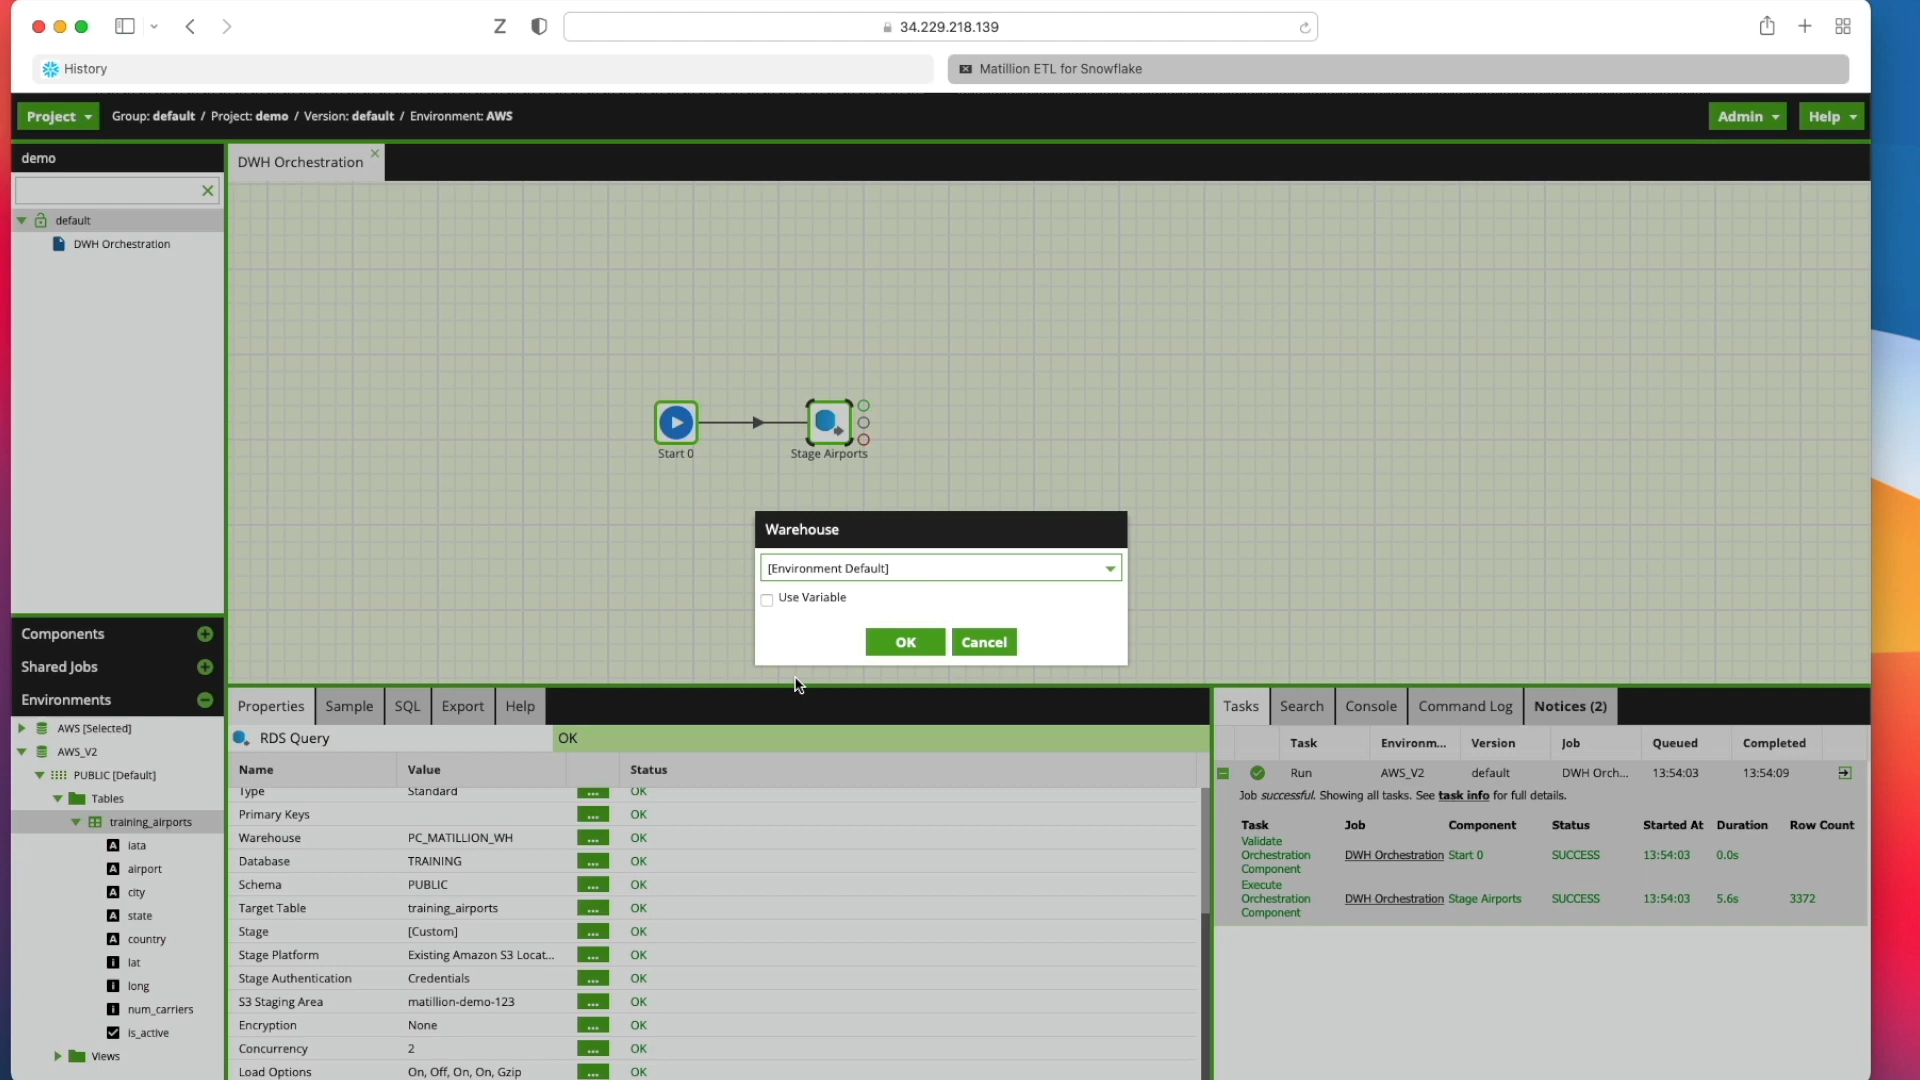 34.229.218.139
History
Matillion ETL for Snowflake
Project
Group: default / Project: demo / Version: default / Environment: AWS
Admin
Help
demo
DWH Orchestration
default
DWH Orchestration
Start 0
Stage Airports
Warehouse
[Environment Default]
Use Variable
OK
Cancel
Components
Shared Jobs
Environments
AWS [Selected]
AWS_V2
PUBLIC [Default]
Tables
training_airports
iata
airport
city
state
country
lat
long
num_carriers
is_active
Views
Properties
Sample
SQL
Export
Help
RDS Query
OK
Name Value Status
Type Standard ... OK
Primary Keys ... OK
Warehouse PC_MATILLION_WH ... OK
Database TRAINING ... OK
Schema PUBLIC ... OK
Target Table training_airports ... OK
Stage [Custom] ... OK
Stage Platform Existing Amazon S3 Locat... ... OK
Stage Authentication Credentials ... OK
S3 Staging Area matillion-demo-123 ... OK
Encryption None ... OK
Concurrency 2 ... OK
Load Options On, Off, On, On, Gzip ... OK
Tasks
Search
Console
Command Log
Notices (2)
Task Environm... Version Job Queued Completed
Run AWS_V2 default DWH Orch... 13:54:03 13:54:09
Job successful. Showing all tasks. See task info for full details.
Task Job Component Status Started At Duration Row Count
Validate Orchestration Component DWH Orchestration Start 0 SUCCESS 13:54:03 0.0s
Execute Orchestration Component DWH Orchestration Stage Airports SUCCESS 13:54:03 5.6s 3372